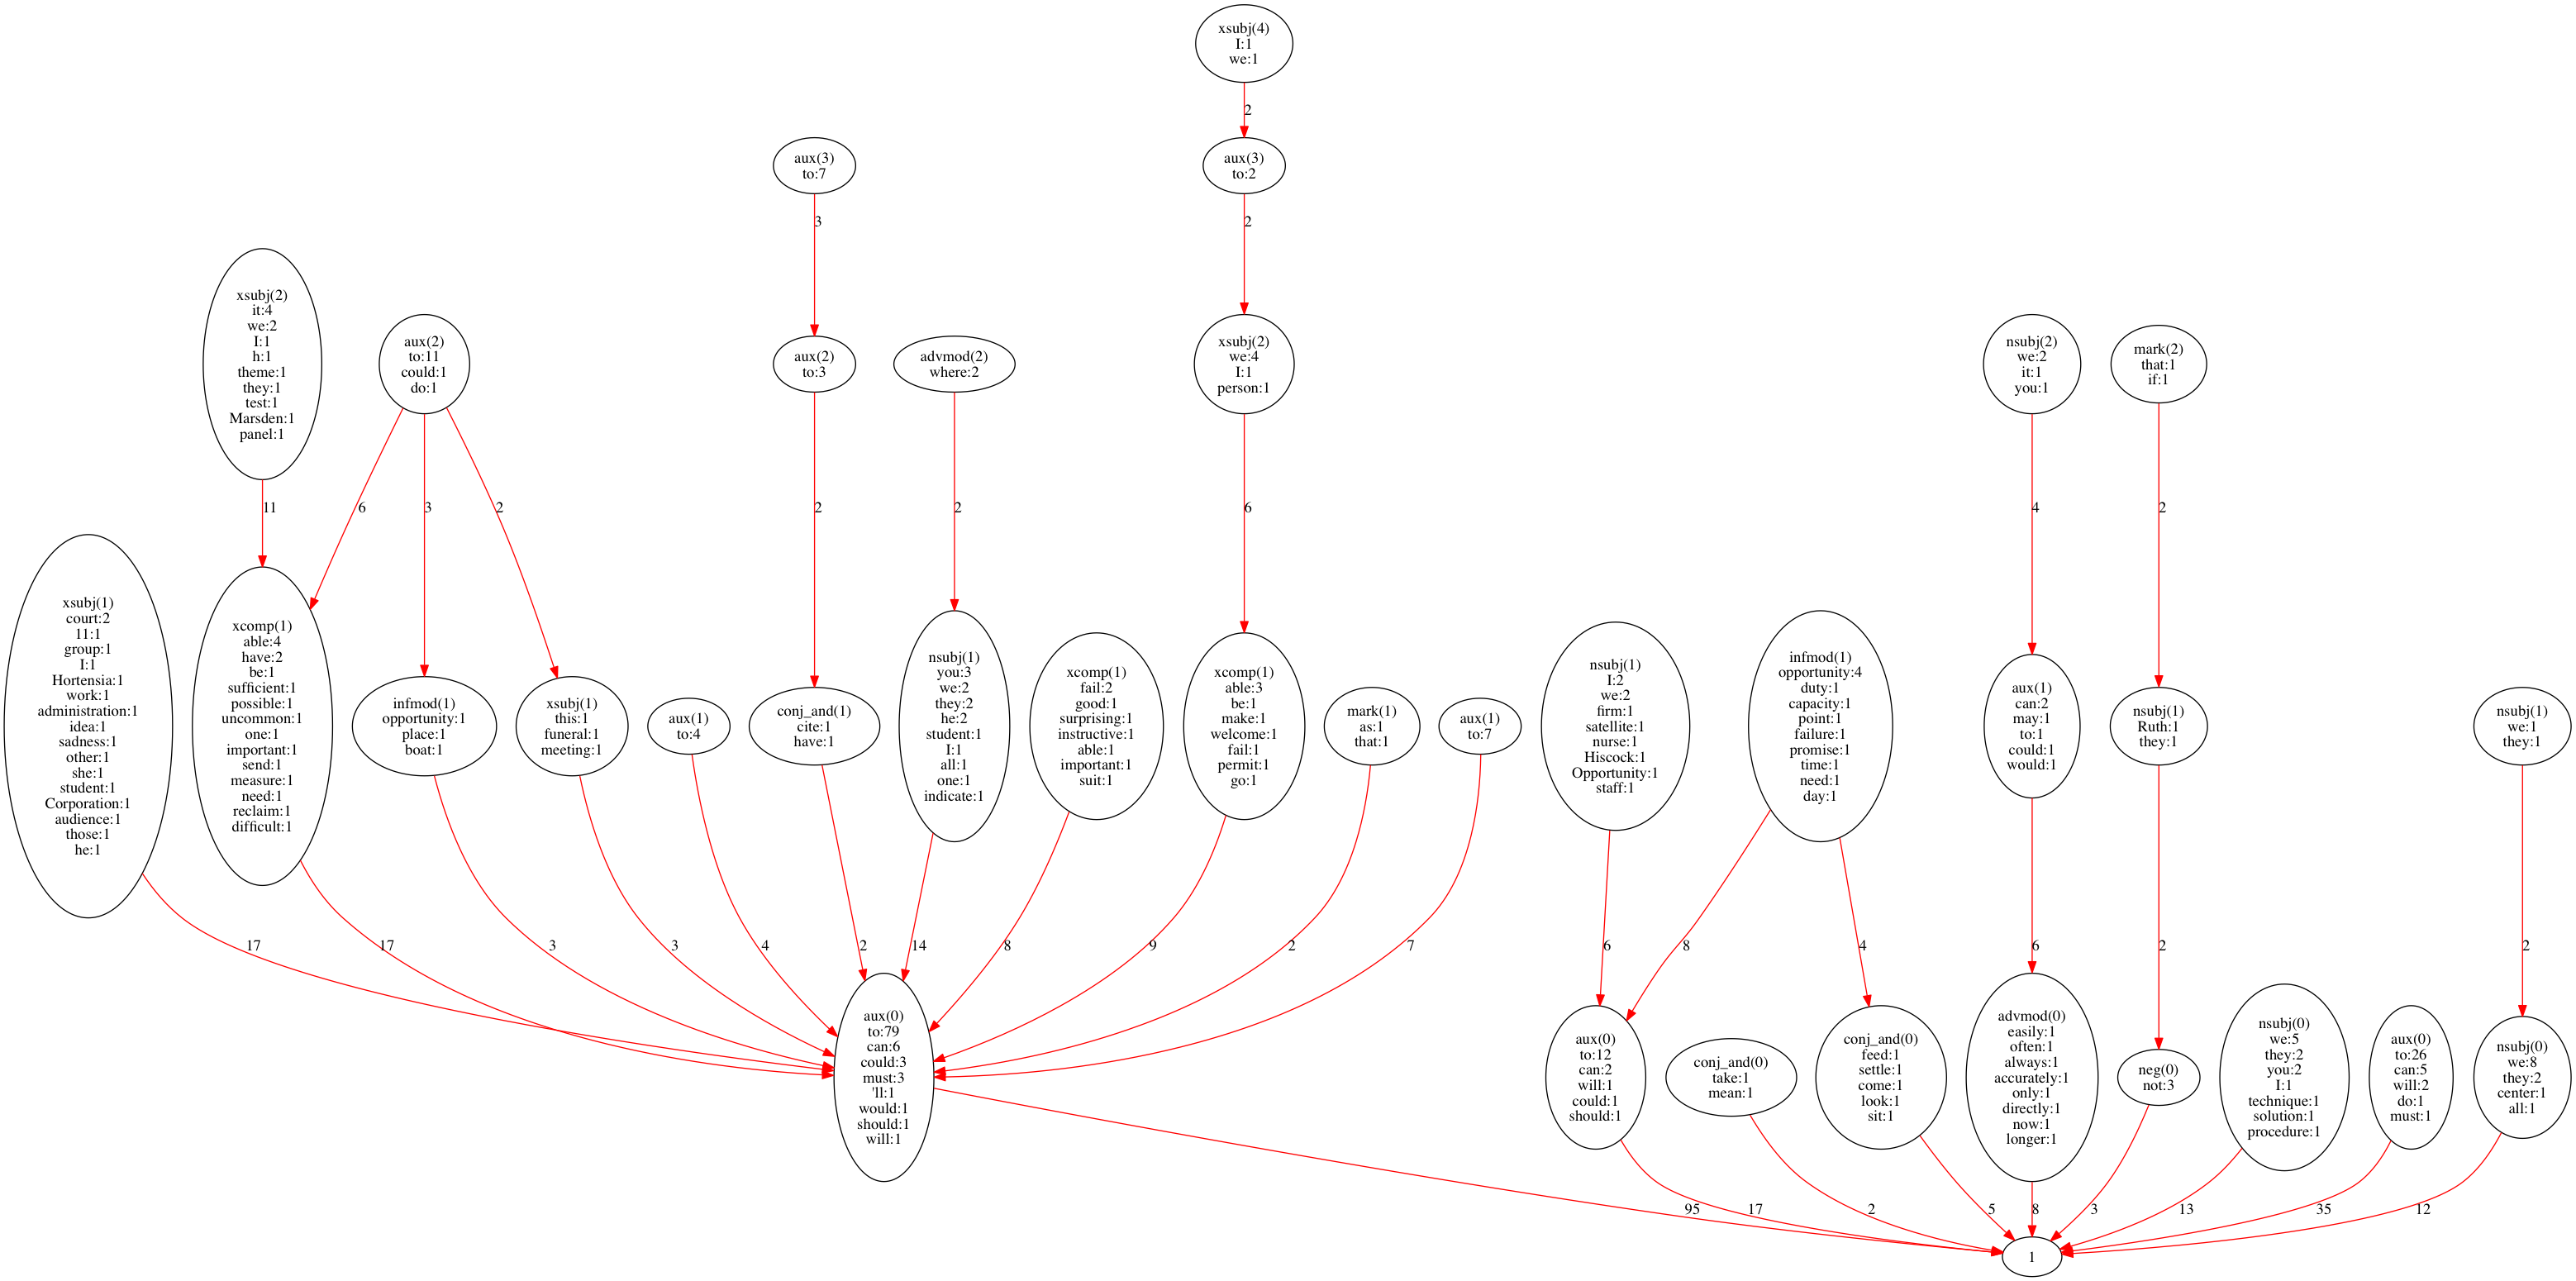 xsubj(4)
I:1
we:1
2
aux(3)
to:7
aux(3)
to:2
3
2
xsubj(2)
it:4
we:2
I:1
h:1
theme:1
they:1
test:1
Marsden:1
panel:1
aux(2)
to:11
could:1
do:1
aux(2)
to:3
advmod(2)
where:2
xsubj(2)
we:4
I:1
person:1
nsubj(2)
we:2
it:1
you:1
mark(2)
that:1
if:1
11
6
3
2
2
2
6
4
2
xsubj(1)
court:2
11:1
group:1
I:1
Hortensia:1
work:1
administration:1
idea:1
sadness:1
other:1
she:1
student:1
Corporation:1
audience:1
those:1
he:1
xcomp(1)
able:4
have:2
be:1
sufficient:1
possible:1
uncommon:1
one:1
important:1
send:1
measure:1
need:1
reclaim:1
difficult:1
infmod(1)
opportunity:1
place:1
boat:1
xsubj(1)
this:1
funeral:1
meeting:1
aux(1)
to:4
conj_and(1)
cite:1
have:1
nsubj(1)
you:3
we:2
they:2
he:2
student:1
I:1
all:1
one:1
indicate:1
xcomp(1)
fail:2
good:1
surprising:1
instructive:1
able:1
important:1
suit:1
xcomp(1)
able:3
be:1
make:1
welcome:1
fail:1
permit:1
go:1
mark(1)
as:1
that:1
aux(1)
to:7
nsubj(1)
I:2
we:2
firm:1
satellite:1
nurse:1
Hiscock:1
Opportunity:1
staff:1
infmod(1)
opportunity:4
duty:1
capacity:1
point:1
failure:1
promise:1
time:1
need:1
day:1
aux(1)
can:2
may:1
to:1
could:1
would:1
nsubj(1)
Ruth:1
they:1
nsubj(1)
we:1
they:1
17
17
3
3
4
2
14
8
9
2
7
6
8
4
6
2
2
aux(0)
to:79
can:6
could:3
must:3
'll:1
would:1
should:1
will:1
aux(0)
to:12
can:2
will:1
could:1
should:1
conj_and(0)
take:1
mean:1
conj_and(0)
feed:1
settle:1
come:1
look:1
sit:1
advmod(0)
easily:1
often:1
always:1
accurately:1
only:1
directly:1
now:1
longer:1
neg(0)
not:3
nsubj(0)
we:5
they:2
you:2
I:1
technique:1
solution:1
procedure:1
aux(0)
to:26
can:5
will:2
do:1
must:1
nsubj(0)
we:8
they:2
center:1
all:1
95
17
2
5
8
3
13
35
12
1